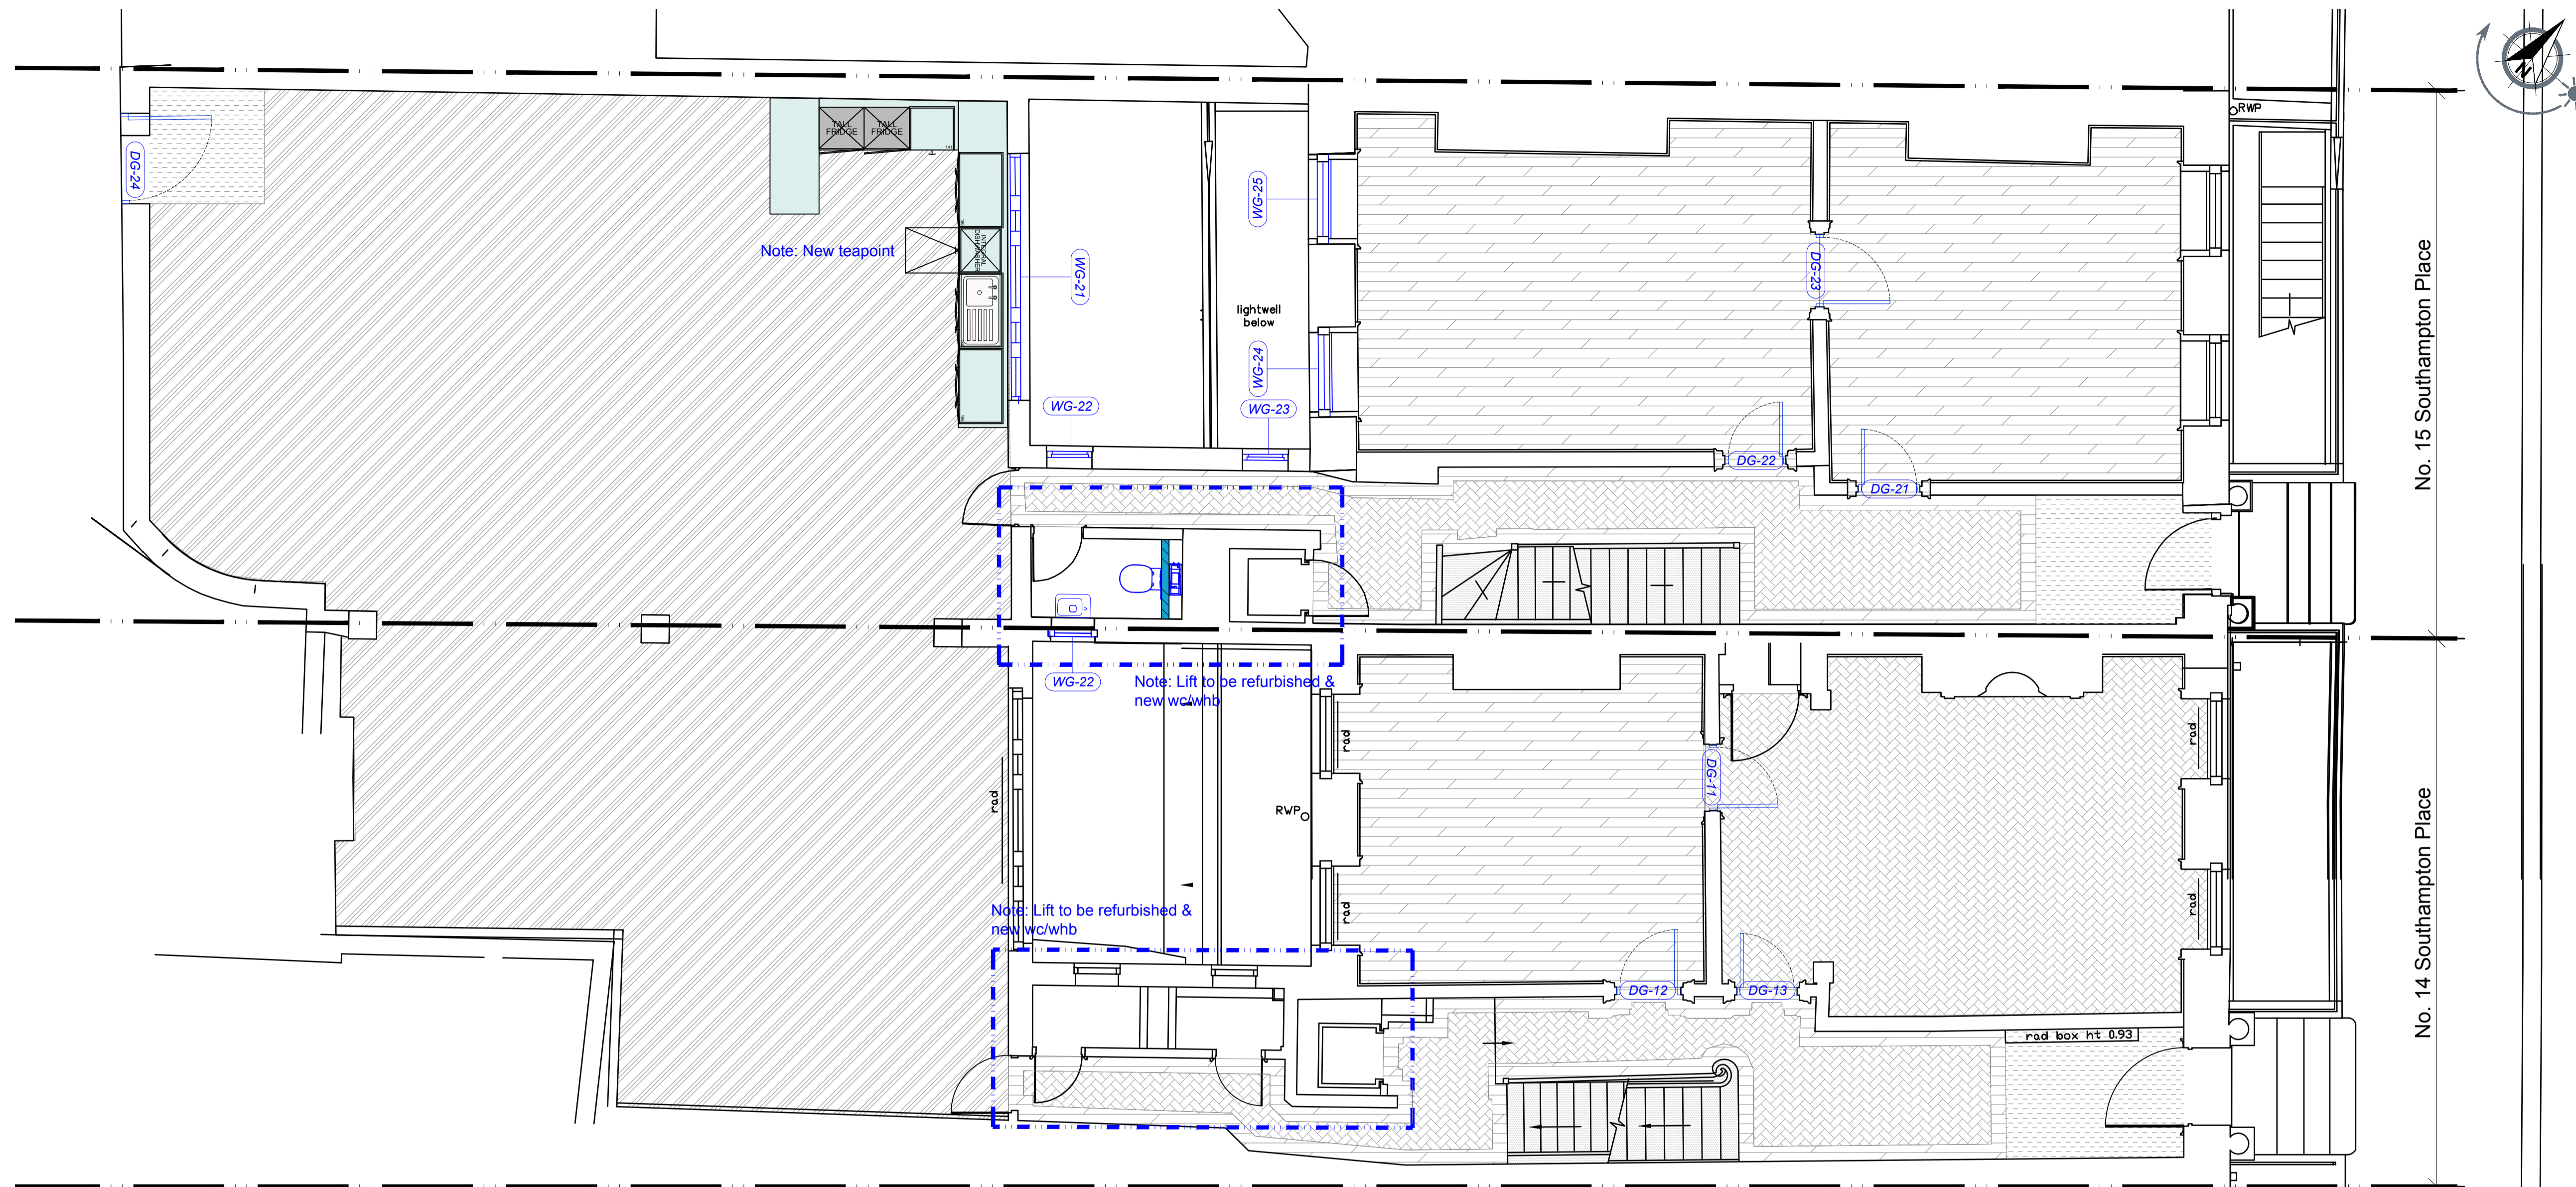 RWP
TALL
FRIDGE
TALL
FRIDGE
N
DG-24
WG-25
Note: New teapoint
INTEGRAL
DISHWASHER
WG-21
DG-23
lightwell
below
No. 15 Southampton Place
WG-24
WG-22
WG-23
DG-22
DG-21
WG-22
Note: Lift to be refurbished &
new wc/whb
rad
rad
DG-11
rad
RWP
No. 14 Southampton Place
Note: Lift to be refurbished &
new wc/whb
rad
rad
DG-12
DG-13
rad box ht 0.93